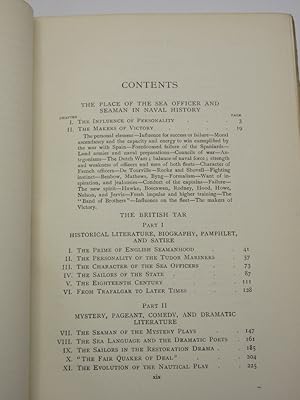 CONTENTS
THE PLACE OF THE SEA OFFICER AND
SEAMAN IN NAVAL HISTORY
CHAPTER PAGE
I. THE INFLUENCE OF PERSONALITY . . . . 3
II. THE MAKERS OF VICTORY . . . . . 19
The personal element—Influence for success or failure—Moral
ascendancy and the capacity and energy to win exemplified by
the war with Spain—Foredoomed failure of the Spaniards—
Land armies and naval preparations—Councils of war—An-
tagonisms—The Dutch Wars; balance of naval force; strength
and weakness of officers and men of both fleets—Character of
French officers—De Tourville—Rooke and Shovell—Fighting
instinct—Benbow, Mathews, Byng—Formalism—Want of in-
spiration, and jealousies—Conduct of the captains—
The new spirit—Hawke, Boscawen, Rodney, Hood, Howe,
Nelson, and Jervis—Fresh impulse and higher training—The
"Band of Brothers"—Influence on the fleet—The makers of
Victory.
THE BRITISH TAR
PART I
HISTORICAL LITERATURE, BIOGRAPHY, PAMPHLET,
AND SATIRE
I. THE PRIME OF ENGLISH SEAMANHOOD . . 41
II. THE PERSONALITY OF THE TUDOR MARINERS . 57
III. THE CHARACTER OF THE SEA OFFICERS . . 73
IV. THE SAILORS OF THE STATE . . . . 87
V. THE EIGHTEENTH CENTURY . . . . 111
VI. FROM TRAFALGAR TO LATER TIMES . . . 128
PART II
MYSTERY, PAGEANT, COMEDY, AND DRAMATIC
LITERATURE
VII. THE SEAMAN OF THE MYSTERY PLAYS . . 147
VIII. THE SEA LANGUAGE AND THE DRAMATIC POETS . 161
IX. THE SAILORS IN THE RESTORATION DRAMA . . 185
X. "THE FAIR QUAKER OF DEAL" . . . . 204
XI. THE EVOLUTION OF THE NAUTICAL PLAY . . 225
xix